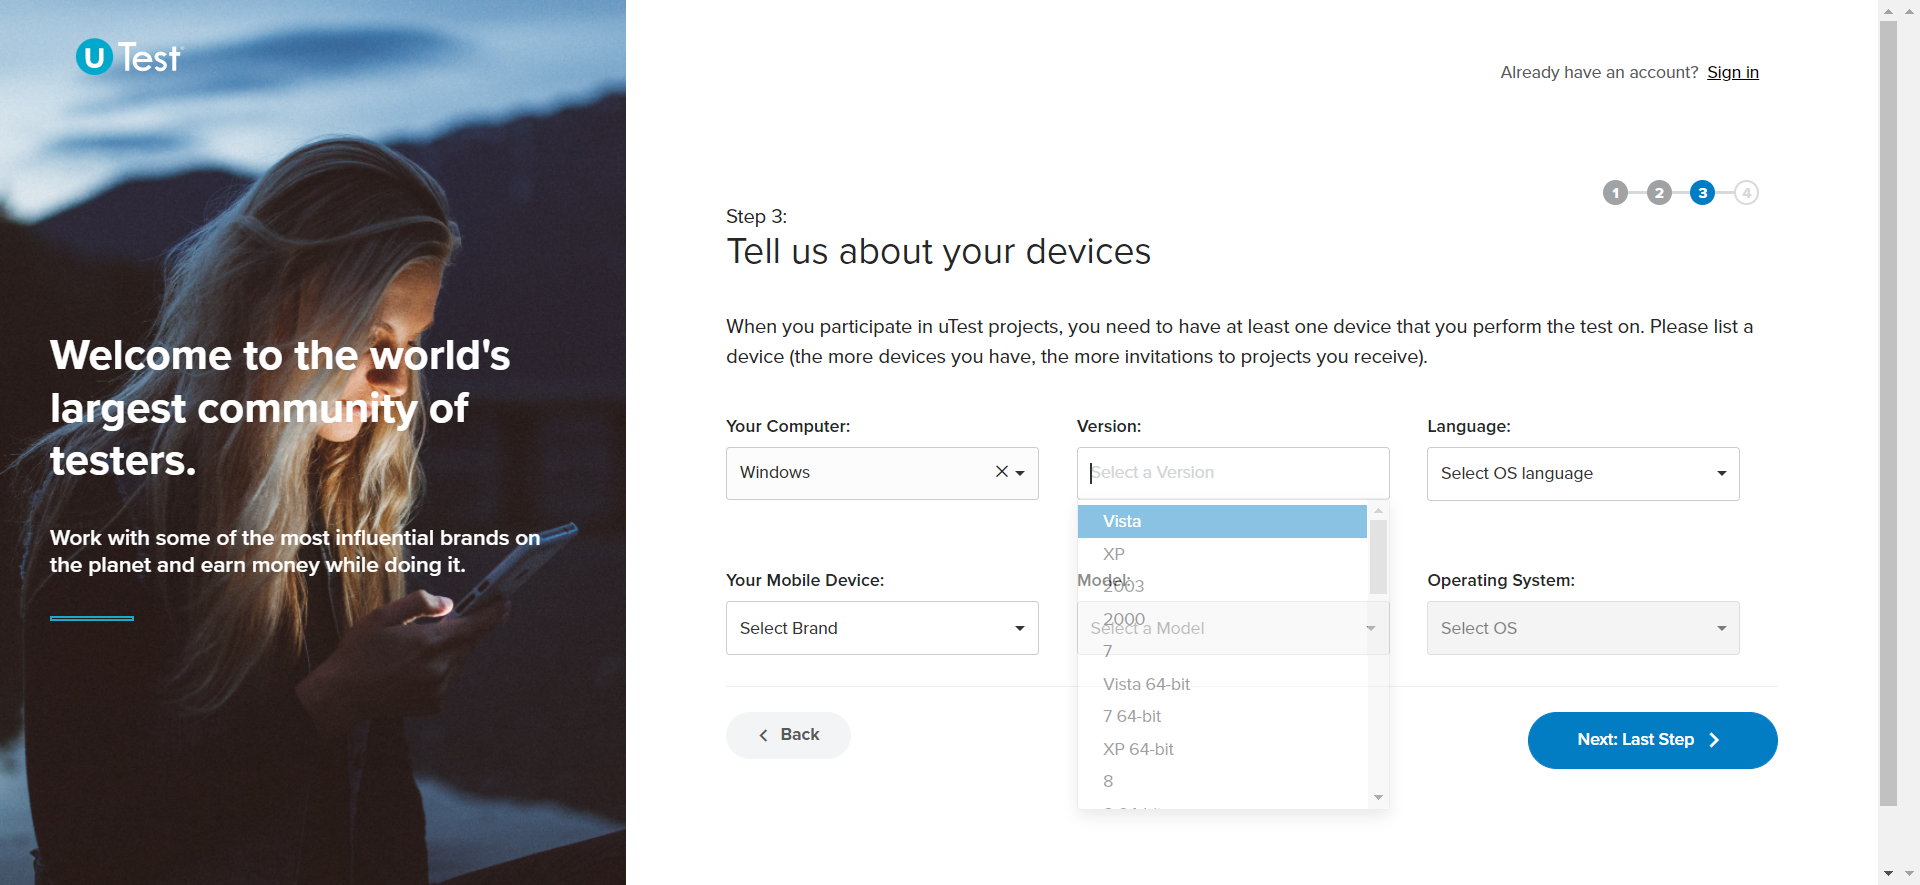 U Test
Already have an account? Sign in
1 2 3 4
Step 3:
Tell us about your devices
When you participate in uTest projects, you need to have at least one device that you perform the test on. Please list a
device (the more devices you have, the more invitations to projects you receive).
Welcome to the world's
largest community of
testers.
Work with some of the most influential brands on
the planet and earn money while doing it.
Your Computer:
Windows
Version:
Select a Version
Language:
Select OS language
Vista
XP
2003
2000
7
Vista 64-bit
7 64-bit
XP 64-bit
8
Your Mobile Device:
Select Brand
Model:
Select a Model
Operating System:
Select OS
Back
Next: Last Step